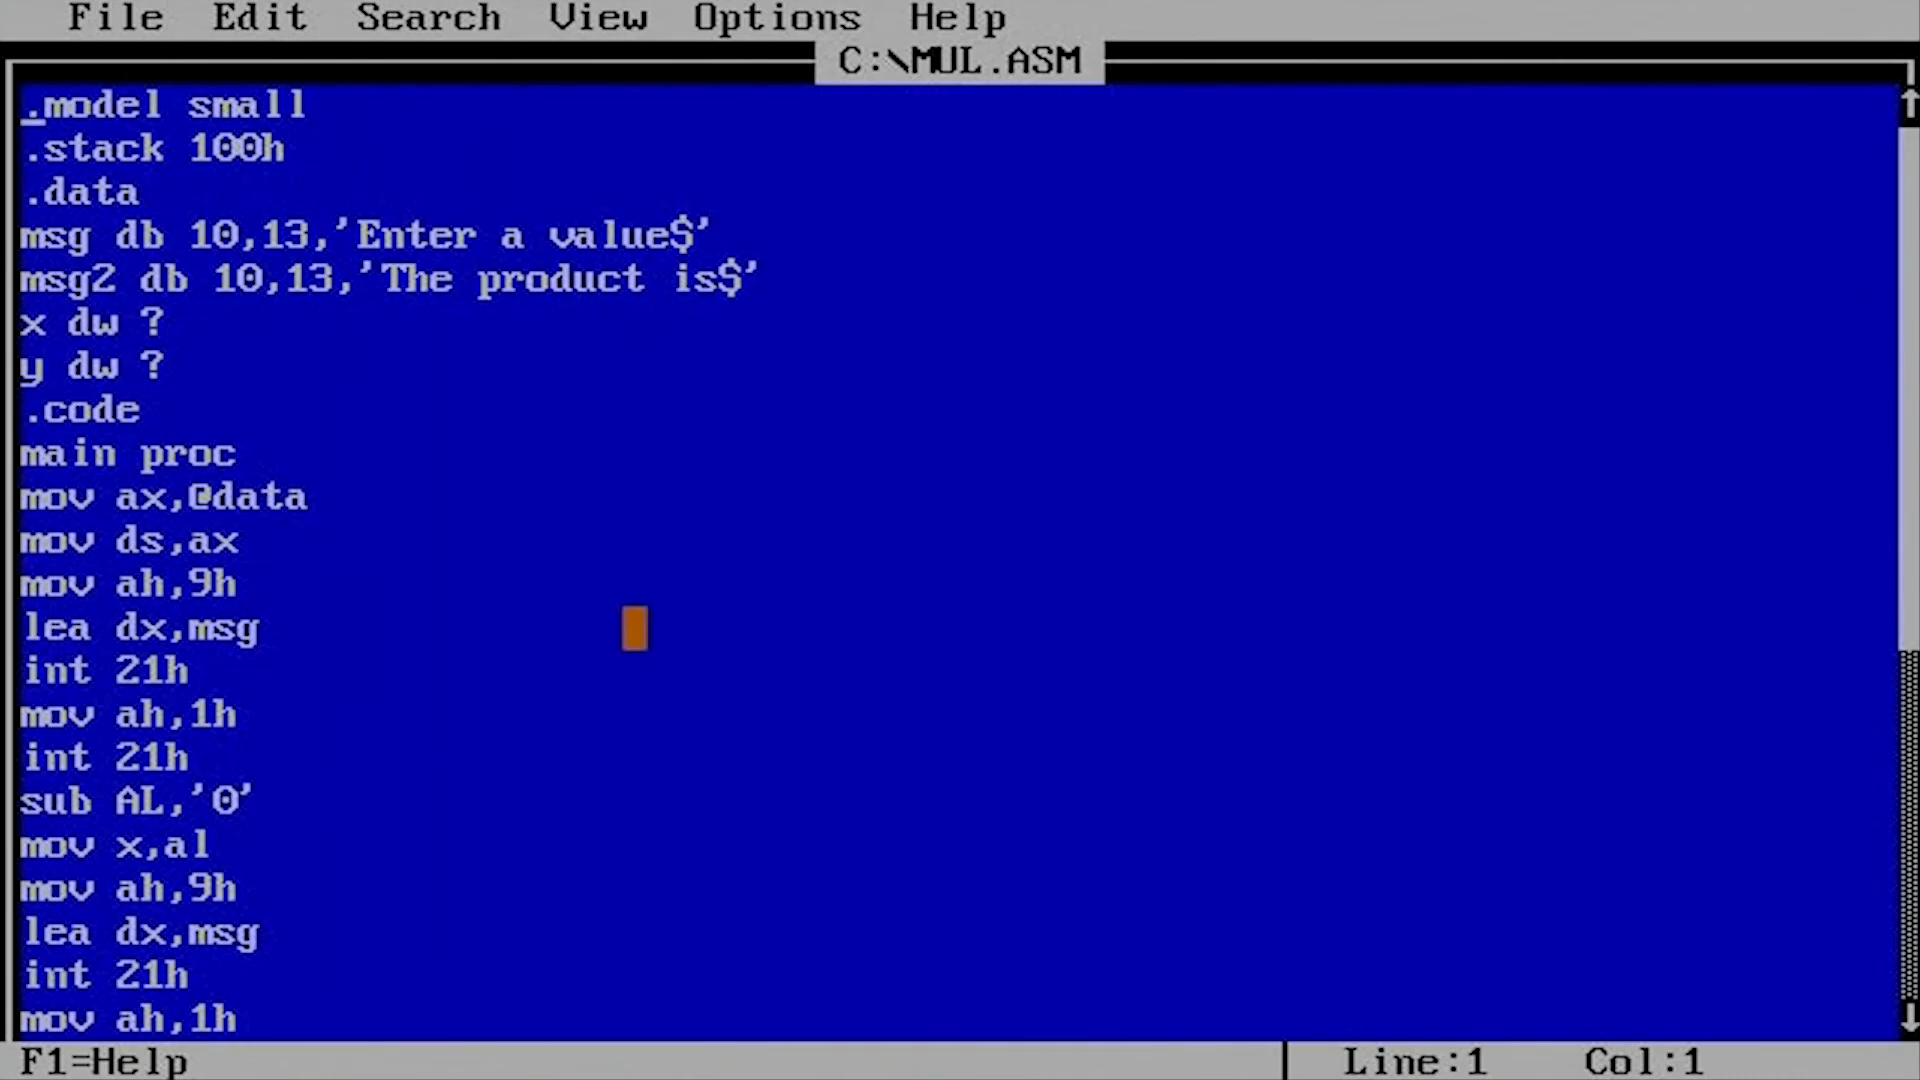 File Edit Search View Options Help
C:\MUL.ASM
.model small
.stack 100h
.data
msg db 10,13,'Enter a value$'
msg2 db 10,13,'The product is$'
x dw ?
y dw ?
.code
main proc
mov ax,@data
mov ds,ax
mov ah,9h
lea dx,msg
int 21h
mov ah,1h
int 21h
sub AL,'0'
mov x,al
mov ah,9h
lea dx,msg
int 21h
mov ah,1h
F1=Help Line:1 Col:1